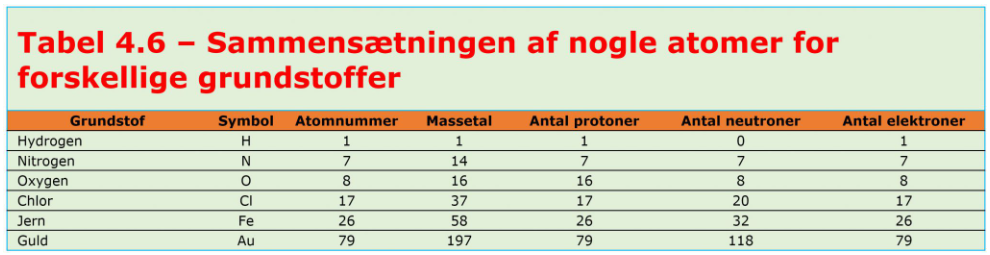 Tabel 4.6 – Sammensætningen af nogle atomer for
forskellige grundstoffer
Grundstof Symbol Atomnummer Massetal Antal protoner Antal neutroner Antal elektroner
Hydrogen H 1 1 1 0 1
Nitrogen N 7 14 7 7 7
Oxygen O 8 16 16 8 8
Chlor Cl 17 37 17 20 17
Jern Fe 26 58 26 32 26
Guld Au 79 197 79 118 79